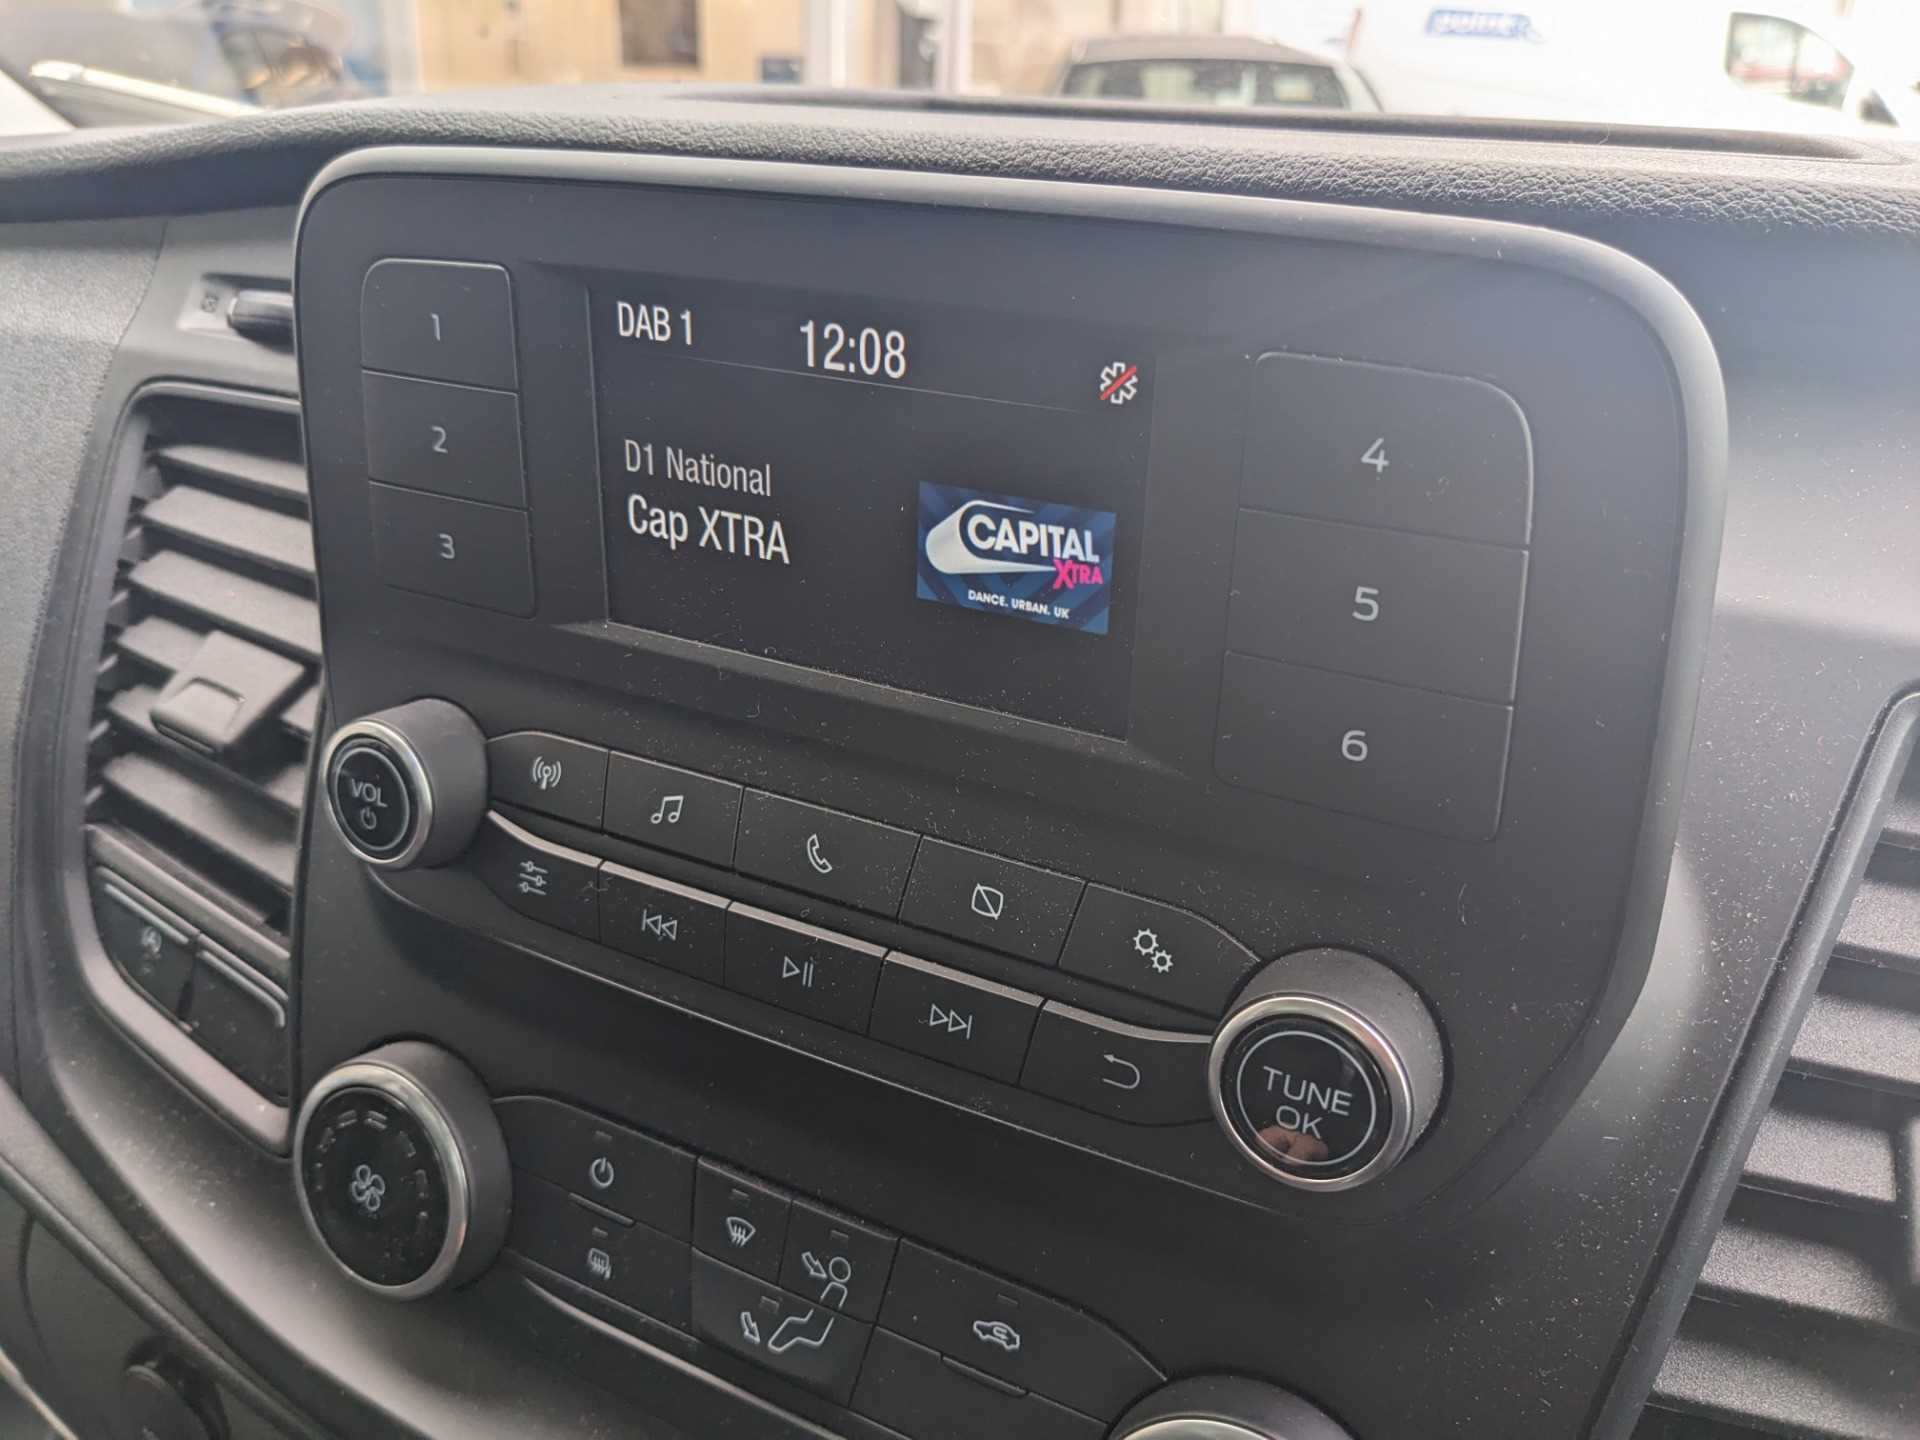 DAB 1
12:08
D1 National
Cap XTRA
CAPITAL
XTRA
DANCE. URBAN. UK
1
2
3
4
5
6
VOL
TUNE
OK